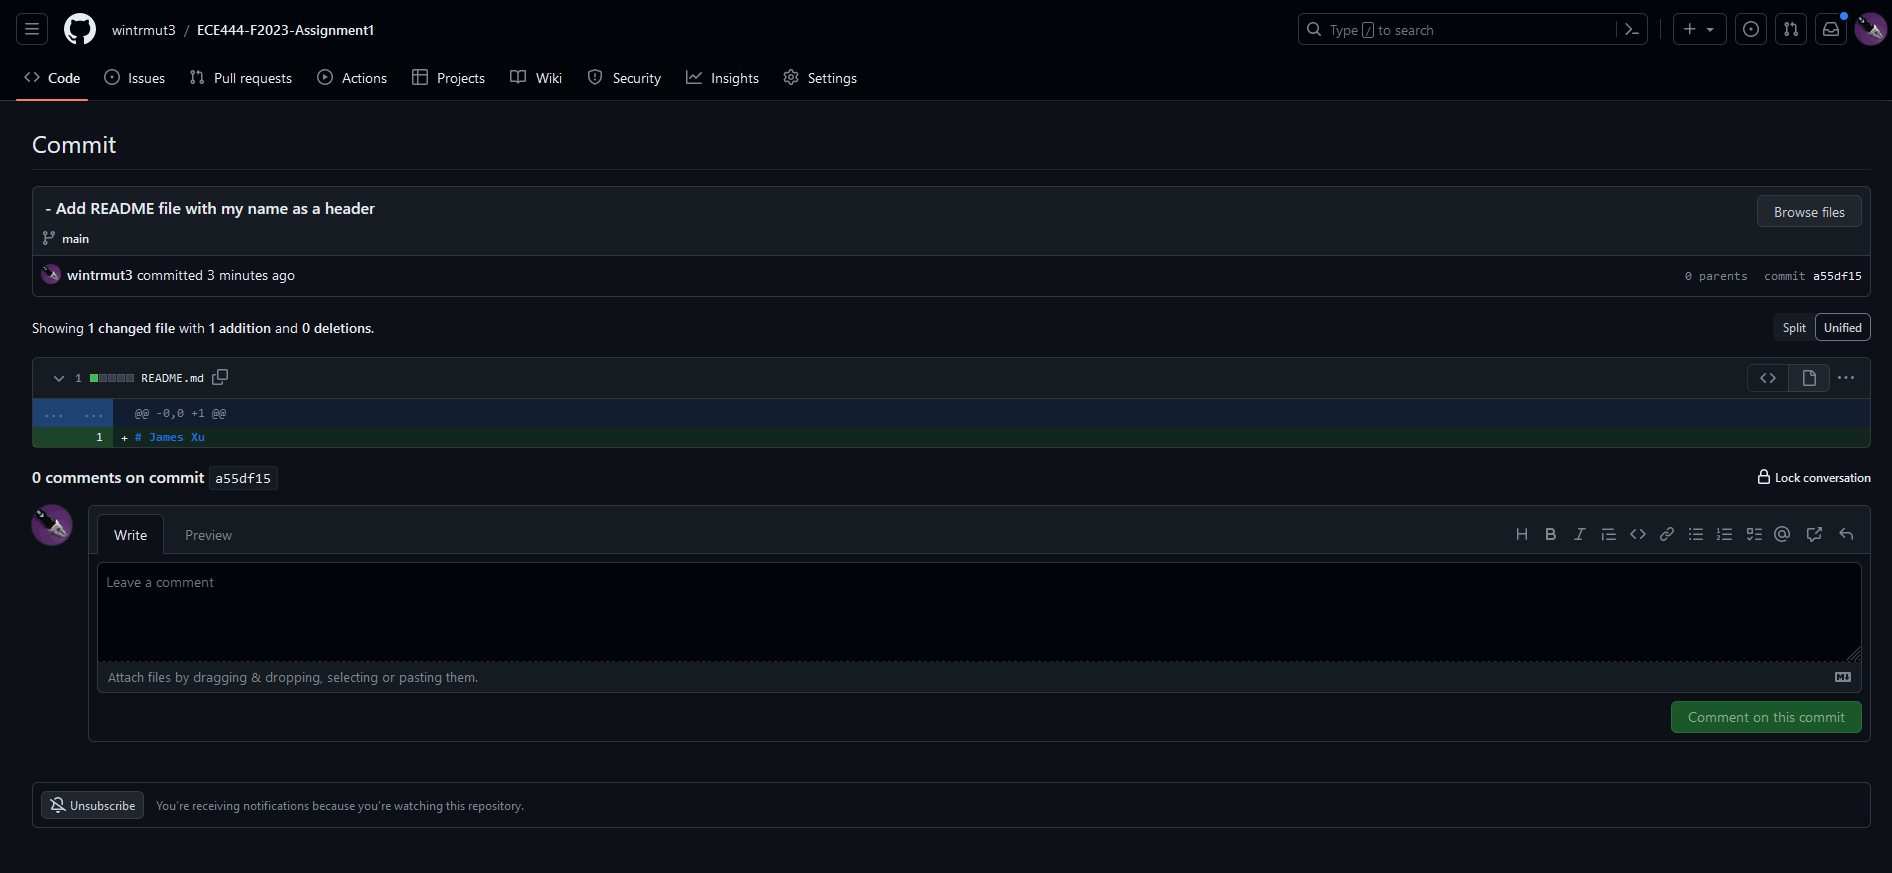 wintrmut3 / ECE444-F2023-Assignment1
Type / to search
Code Issues Pull requests Actions Projects Wiki Security Insights Settings
Commit
- Add README file with my name as a header
Browse files
main
wintrmut3 committed 3 minutes ago
0 parents commit a55df15
Showing 1 changed file with 1 addition and 0 deletions.
Split Unified
1 README.md
... ... @@ -0,0 +1 @@
1 + # James Xu
0 comments on commit a55df15
Lock conversation
Write Preview
Leave a comment
Attach files by dragging & dropping, selecting or pasting them.
Comment on this commit
Unsubscribe You're receiving notifications because you're watching this repository.